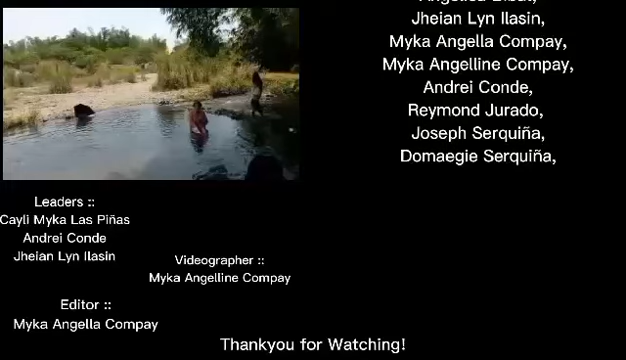 Jheian Lyn Ilasin,
Myka Angella Compay,
Myka Angelline Compay,
Andrei Conde,
Reymond Jurado,
Joseph Serquiña,
Domaegie Serquiña,
Leaders ::
Cayli Myka Las Piñas
Andrei Conde
Jheian Lyn Ilasin
Videographer ::
Myka Angelline Compay
Editor ::
Myka Angella Compay
Thankyou for Watching!